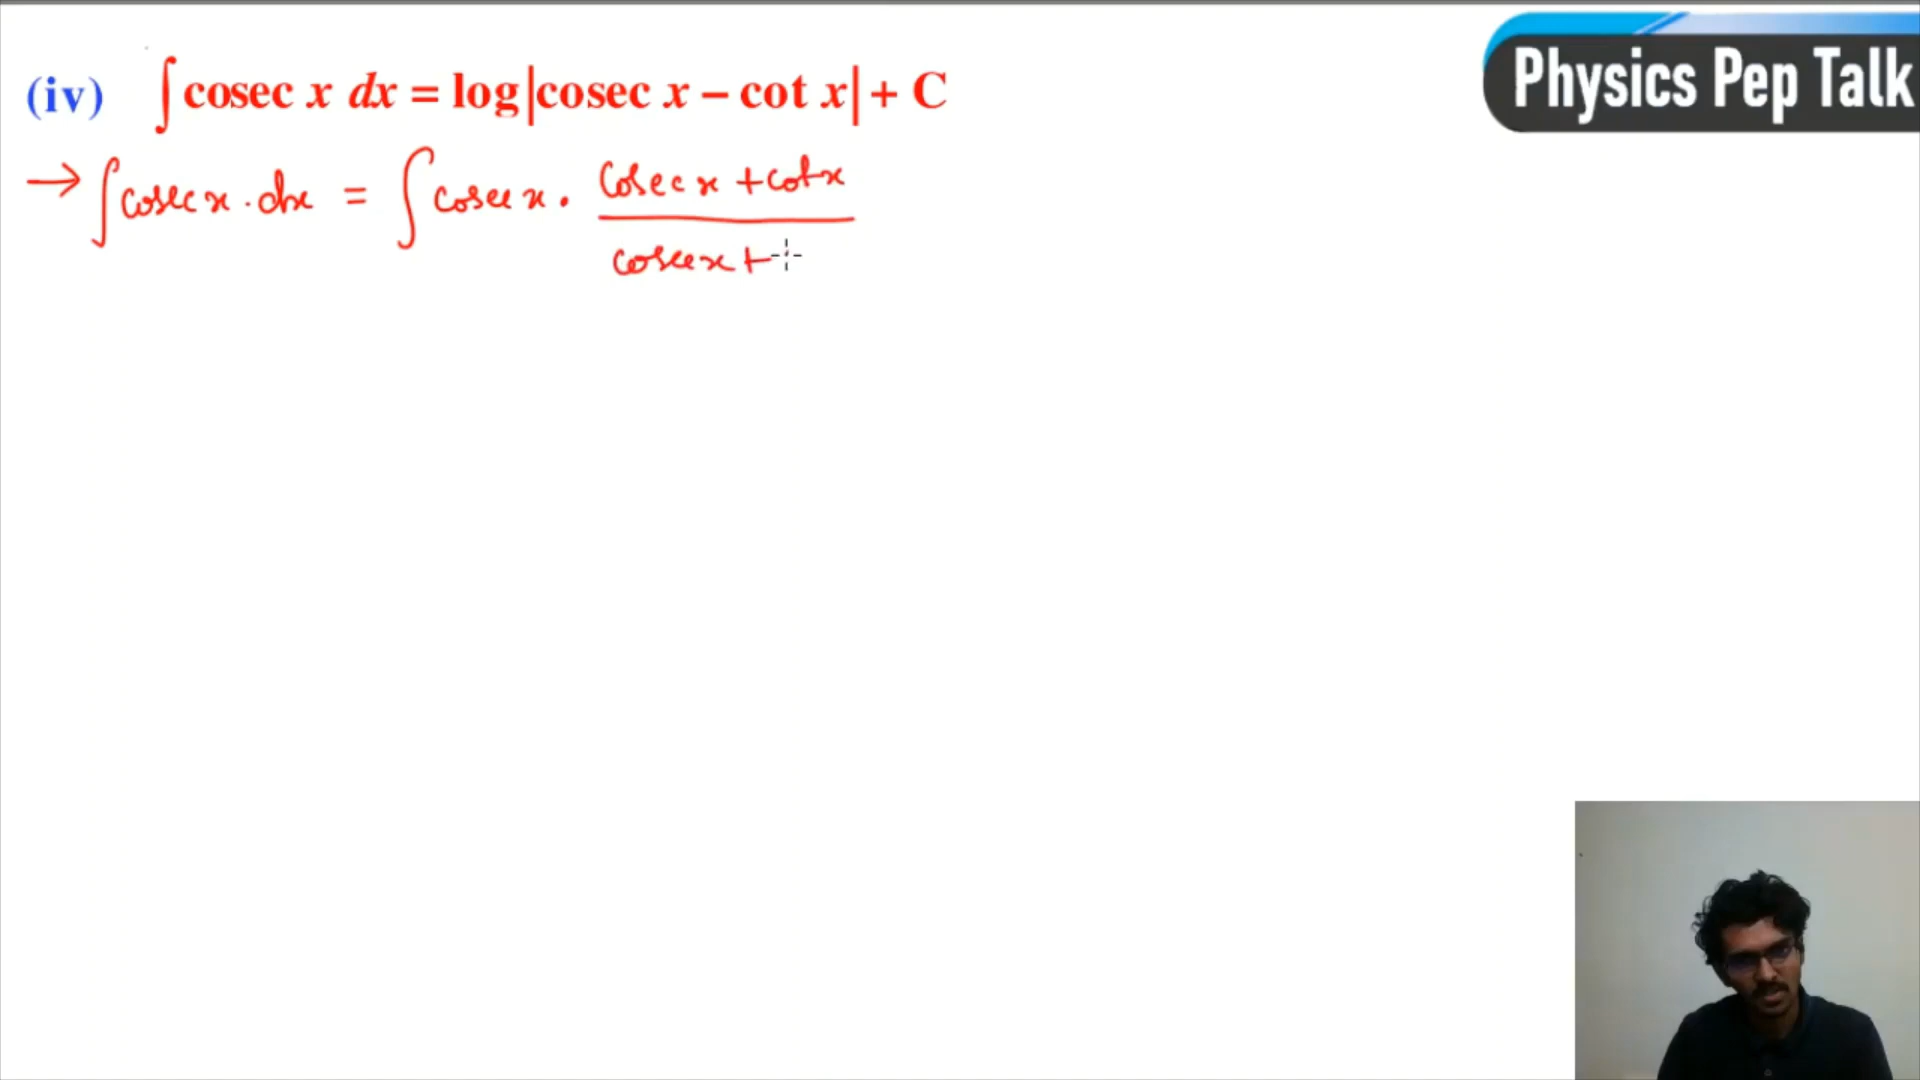 (iv) ∫ cosec x dx = log|cosec x – cot x| + C
Physics Pep Talk
→ ∫ cosec x . dx = ∫ cosec x . (cosec x + cot x)/(cosec x +